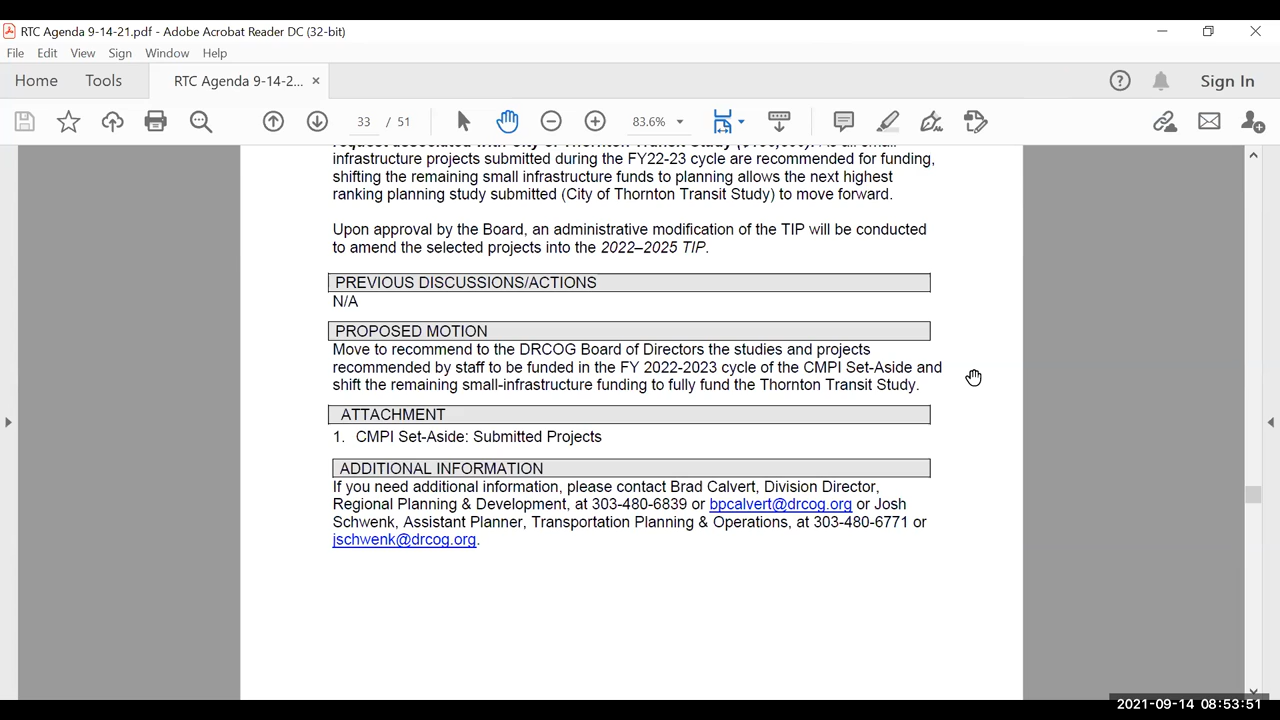 RTC Agenda 9-14-21.pdf - Adobe Acrobat Reader DC (32-bit)
File Edit View Sign Window Help
Home Tools RTC Agenda 9-14-2... × Sign In
33 / 51 83.6%
request associated with City of Thornton Transit Study
infrastructure projects submitted during the FY22-23 cycle are recommended for funding,
shifting the remaining small infrastructure funds to planning allows the next highest
ranking planning study submitted (City of Thornton Transit Study) to move forward.
Upon approval by the Board, an administrative modification of the TIP will be conducted
to amend the selected projects into the 2022–2025 TIP.
PREVIOUS DISCUSSIONS/ACTIONS
N/A
PROPOSED MOTION
Move to recommend to the DRCOG Board of Directors the studies and projects
recommended by staff to be funded in the FY 2022-2023 cycle of the CMPI Set-Aside and
shift the remaining small-infrastructure funding to fully fund the Thornton Transit Study.
ATTACHMENT
1. CMPI Set-Aside: Submitted Projects
ADDITIONAL INFORMATION
If you need additional information, please contact Brad Calvert, Division Director,
Regional Planning & Development, at 303-480-6839 or bpcalvert@drcog.org or Josh
Schwenk, Assistant Planner, Transportation Planning & Operations, at 303-480-6771 or
jschwenk@drcog.org.
2021-09-14 08:53:51